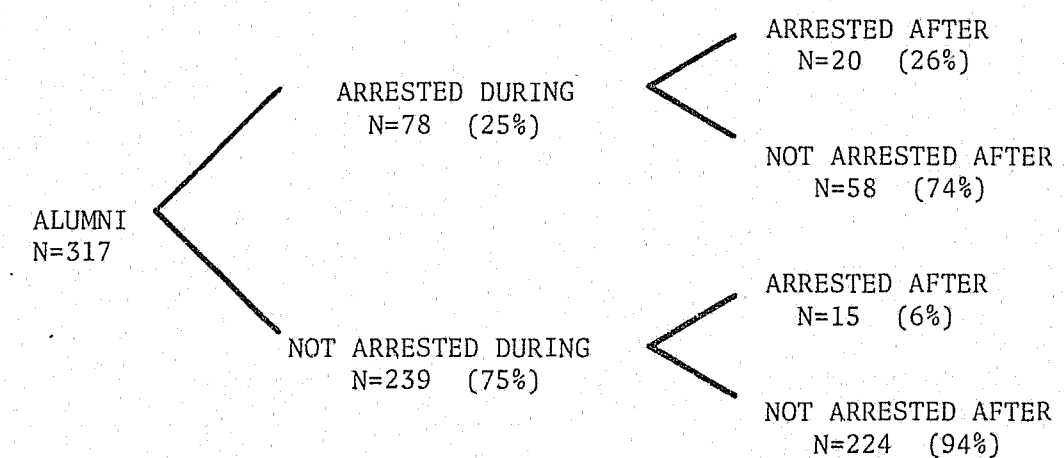 ARRESTED AFTER
N=20 (26%)
ARRESTED DURING
N=78 (25%)
NOT ARRESTED AFTER
N=58 (74%)
ALUMNI
N=317
ARRESTED AFTER
N=15 (6%)
NOT ARRESTED DURING
N=239 (75%)
NOT ARRESTED AFTER
N=224 (94%)